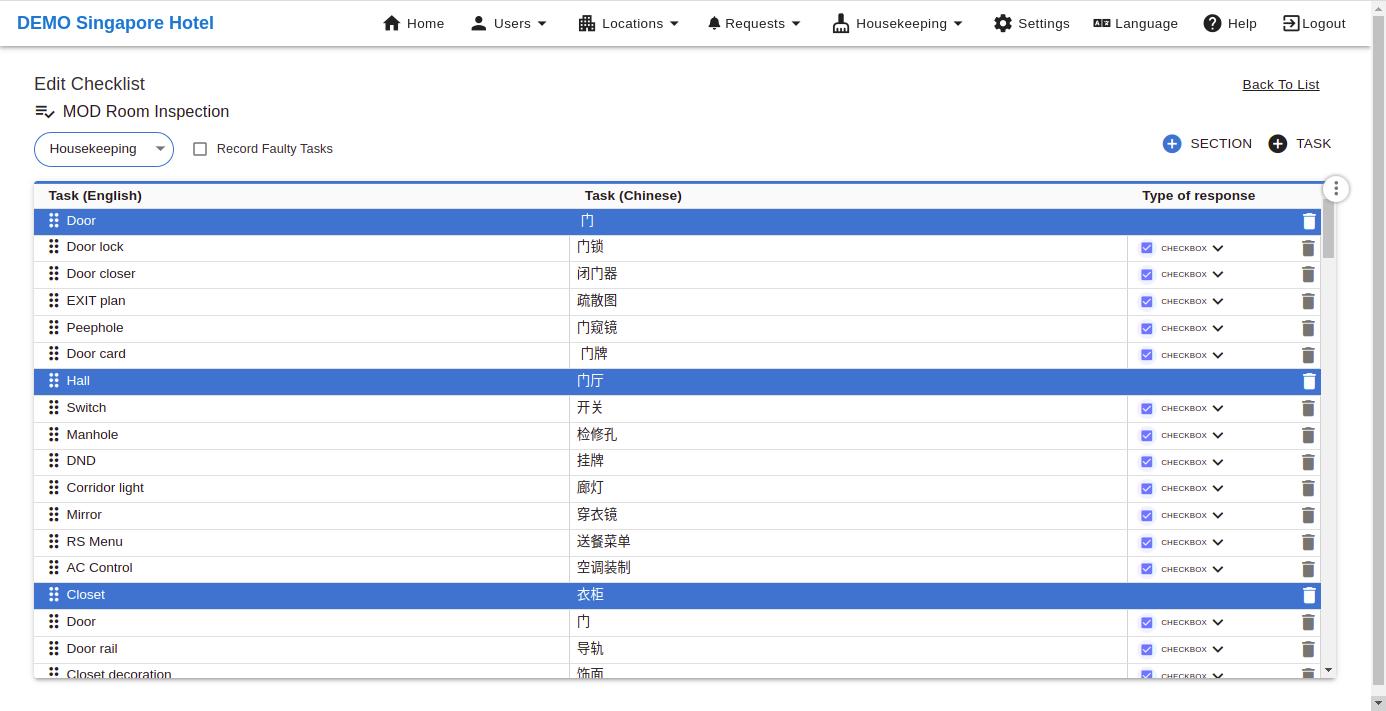 DEMO Singapore Hotel Home Users Locations Requests Housekeeping Settings Language Help Logout
Edit Checklist Back To List
MOD Room Inspection
Housekeeping Record Faulty Tasks SECTION TASK
Task (English) Task (Chinese) Type of response
Door 门
Door lock 门锁 CHECKBOX
Door closer 闭门器 CHECKBOX
EXIT plan 疏散图 CHECKBOX
Peephole 门窥镜 CHECKBOX
Door card 门牌 CHECKBOX
Hall 门厅
Switch 开关 CHECKBOX
Manhole 检修孔 CHECKBOX
DND 挂牌 CHECKBOX
Corridor light 廊灯 CHECKBOX
Mirror 穿衣镜 CHECKBOX
RS Menu 送餐菜单 CHECKBOX
AC Control 空调装制 CHECKBOX
Closet 衣柜
Door 门 CHECKBOX
Door rail 导轨 CHECKBOX
Closet decoration 饰面 CHECKBOX